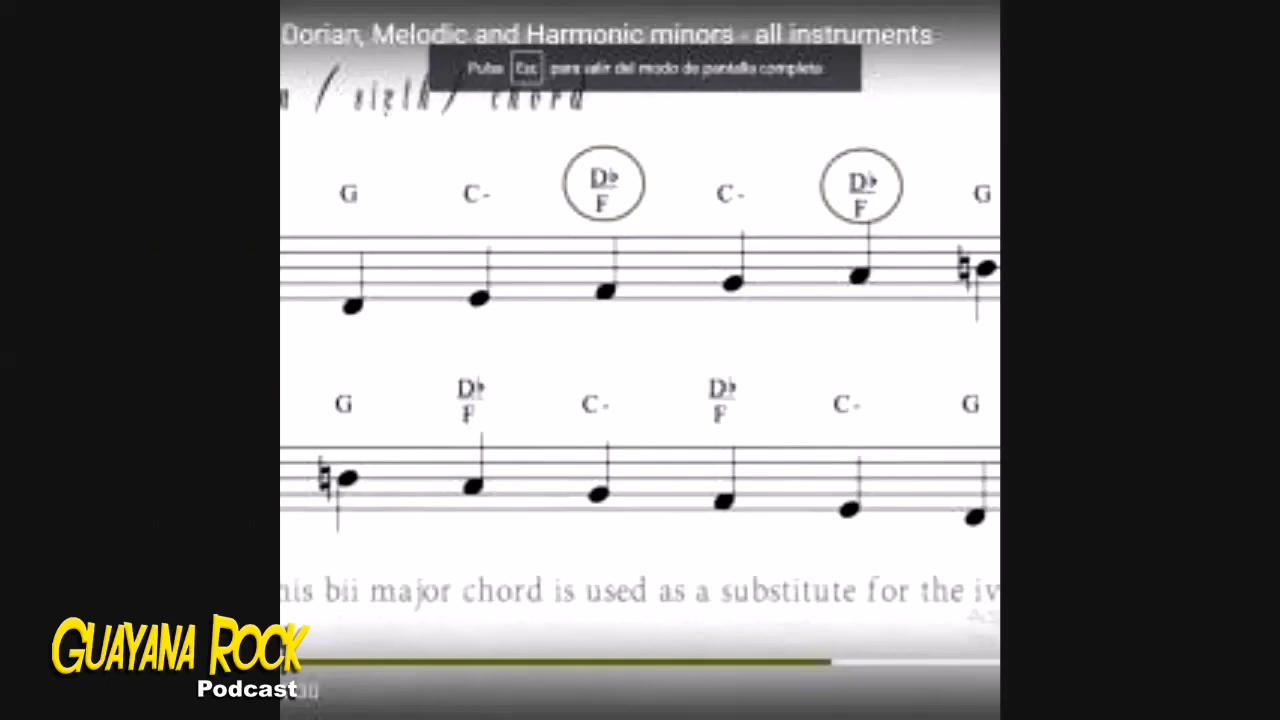 Dorian, Melodic and Harmonic minors - all instruments
Pulsa Esc para salir del modo de pantalla completa
chord
G C- D♭ C- D♭ G
F F
G D♭ C- D♭ C- G
F F
his bii major chord is used as a substitute for the iv
GUAYANA ROCK
Podcast